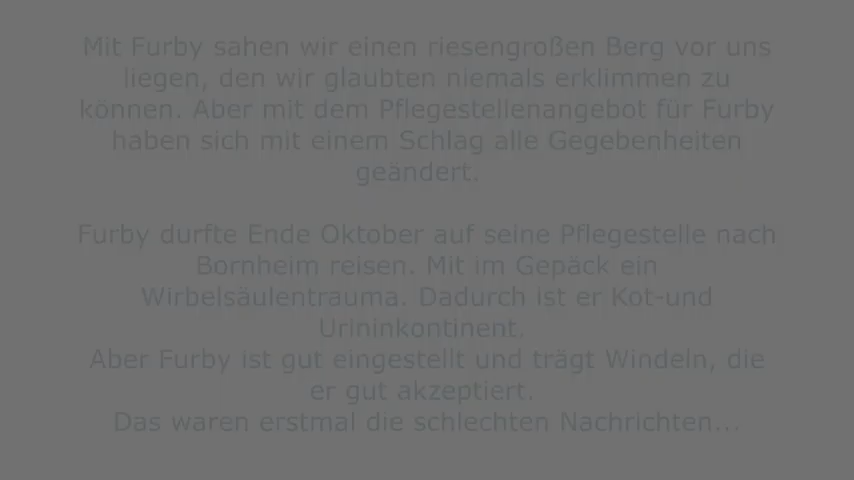 Mit Furby sahen wir einen riesengroßen Berg vor uns
liegen, den wir glaubten niemals erklimmen zu
können. Aber mit dem Pflegestellenangebot für Furby
haben sich mit einem Schlag alle Gegebenheiten
geändert.
Furby durfte Ende Oktober auf seine Pflegestelle nach
Bornheim reisen. Mit im Gepäck ein
Wirbelsäulentrauma. Dadurch ist er Kot-und
Urininkontinent.
Aber Furby ist gut eingestellt und trägt Windeln, die
er gut akzeptiert.
Das waren erstmal die schlechten Nachrichten...